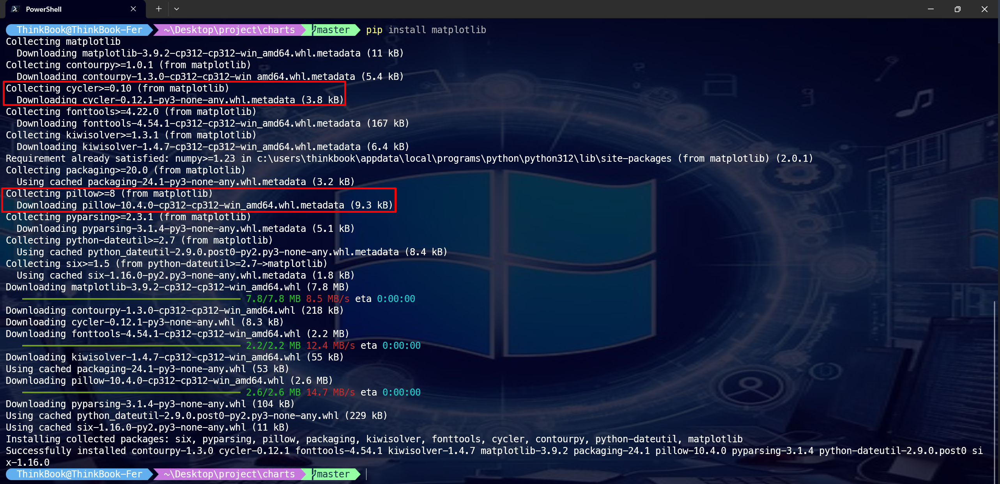 PowerShell
ThinkBook@ThinkBook-Fer ~\Desktop\project\charts master pip install matplotlib
Collecting matplotlib
  Downloading matplotlib-3.9.2-cp312-cp312-win_amd64.whl.metadata (11 kB)
Collecting contourpy>=1.0.1 (from matplotlib)
  Downloading contourpy-1.3.0-cp312-cp312-win_amd64.whl.metadata (5.4 kB)
Collecting cycler>=0.10 (from matplotlib)
  Downloading cycler-0.12.1-py3-none-any.whl.metadata (3.8 kB)
Collecting fonttools>=4.22.0 (from matplotlib)
  Downloading fonttools-4.54.1-cp312-cp312-win_amd64.whl.metadata (167 kB)
Collecting kiwisolver>=1.3.1 (from matplotlib)
  Downloading kiwisolver-1.4.7-cp312-cp312-win_amd64.whl.metadata (6.4 kB)
Requirement already satisfied: numpy>=1.23 in c:\users\thinkbook\appdata\local\programs\python\python312\lib\site-packages (from matplotlib) (2.0.1)
Collecting packaging>=20.0 (from matplotlib)
  Using cached packaging-24.1-py3-none-any.whl.metadata (3.2 kB)
Collecting pillow>=8 (from matplotlib)
  Downloading pillow-10.4.0-cp312-cp312-win_amd64.whl.metadata (9.3 kB)
Collecting pyparsing>=2.3.1 (from matplotlib)
  Downloading pyparsing-3.1.4-py3-none-any.whl.metadata (5.1 kB)
Collecting python-dateutil>=2.7 (from matplotlib)
  Using cached python_dateutil-2.9.0.post0-py2.py3-none-any.whl.metadata (8.4 kB)
Collecting six>=1.5 (from python-dateutil>=2.7->matplotlib)
  Using cached six-1.16.0-py2.py3-none-any.whl.metadata (1.8 kB)
Downloading matplotlib-3.9.2-cp312-cp312-win_amd64.whl (7.8 MB)
7.8/7.8 MB 8.5 MB/s eta 0:00:00
Downloading contourpy-1.3.0-cp312-cp312-win_amd64.whl (218 kB)
Downloading cycler-0.12.1-py3-none-any.whl (8.3 kB)
Downloading fonttools-4.54.1-cp312-cp312-win_amd64.whl (2.2 MB)
2.2/2.2 MB 12.4 MB/s eta 0:00:00
Downloading kiwisolver-1.4.7-cp312-cp312-win_amd64.whl (55 kB)
Using cached packaging-24.1-py3-none-any.whl (53 kB)
Downloading pillow-10.4.0-cp312-cp312-win_amd64.whl (2.6 MB)
2.6/2.6 MB 14.7 MB/s eta 0:00:00
Downloading pyparsing-3.1.4-py3-none-any.whl (104 kB)
Using cached python_dateutil-2.9.0.post0-py2.py3-none-any.whl (229 kB)
Using cached six-1.16.0-py2.py3-none-any.whl (11 kB)
Installing collected packages: six, pyparsing, pillow, packaging, kiwisolver, fonttools, cycler, contourpy, python-dateutil, matplotlib
Successfully installed contourpy-1.3.0 cycler-0.12.1 fonttools-4.54.1 kiwisolver-1.4.7 matplotlib-3.9.2 packaging-24.1 pillow-10.4.0 pyparsing-3.1.4 python-dateutil-2.9.0.post0 si
x-1.16.0
ThinkBook@ThinkBook-Fer ~\Desktop\project\charts master